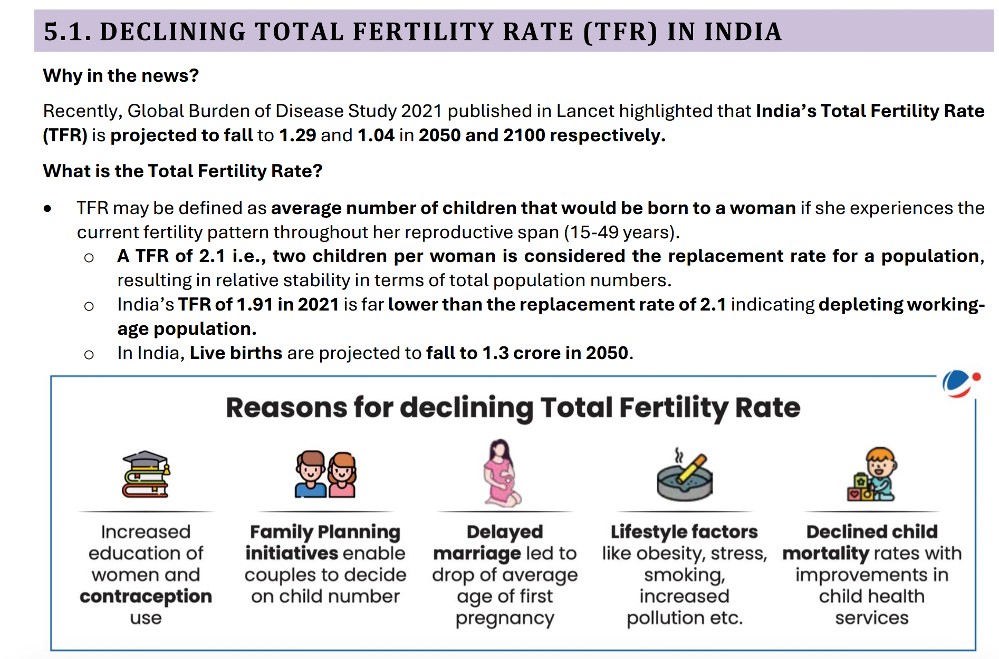 5.1. DECLINING TOTAL FERTILITY RATE (TFR) IN INDIA
Why in the news?
Recently, Global Burden of Disease Study 2021 published in Lancet highlighted that India’s Total Fertility Rate
(TFR) is projected to fall to 1.29 and 1.04 in 2050 and 2100 respectively.
What is the Total Fertility Rate?
• TFR may be defined as average number of children that would be born to a woman if she experiences the
current fertility pattern throughout her reproductive span (15-49 years).
o A TFR of 2.1 i.e., two children per woman is considered the replacement rate for a population,
resulting in relative stability in terms of total population numbers.
o India’s TFR of 1.91 in 2021 is far lower than the replacement rate of 2.1 indicating depleting working-
age population.
o In India, Live births are projected to fall to 1.3 crore in 2050.
Reasons for declining Total Fertility Rate
Increased
education of
women and
contraception
use
Family Planning
initiatives enable
couples to decide
on child number
Delayed
marriage led to
drop of average
age of first
pregnancy
Lifestyle factors
like obesity, stress,
smoking,
increased
pollution etc.
Declined child
mortality rates with
improvements in
child health
services